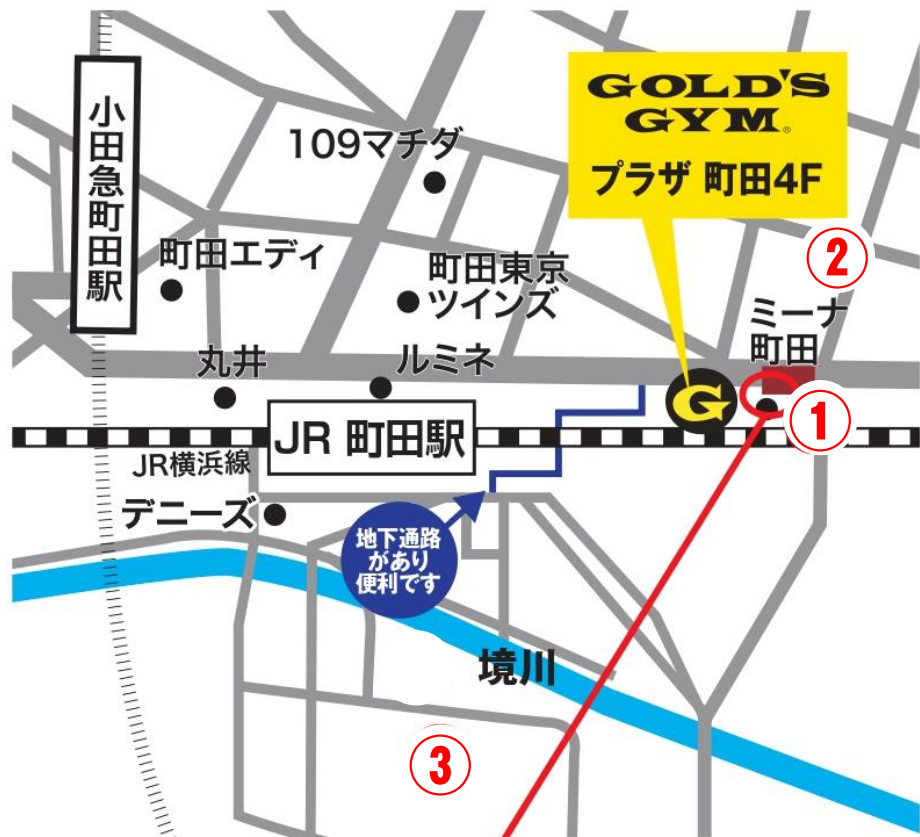 GOLD'S
GYM®
プラザ 町田4F
小田急町田駅
109マチダ
②
町田エディ
町田東京
ツインズ
ミーナ
町田
丸井
ルミネ
G
①
JR 町田駅
JR横浜線
デニーズ
地下通路
があり
便利です
境川
③